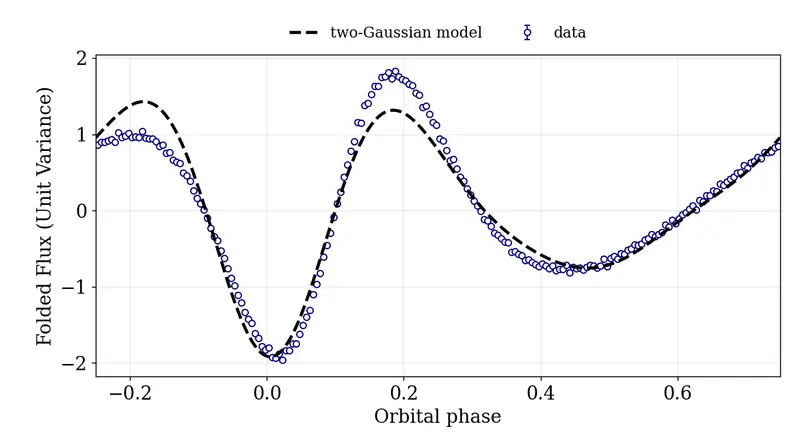 two-Gaussian model data
Folded Flux (Unit Variance)
2
1
0
−1
−2
−0.2 0.0 0.2 0.4 0.6
Orbital phase